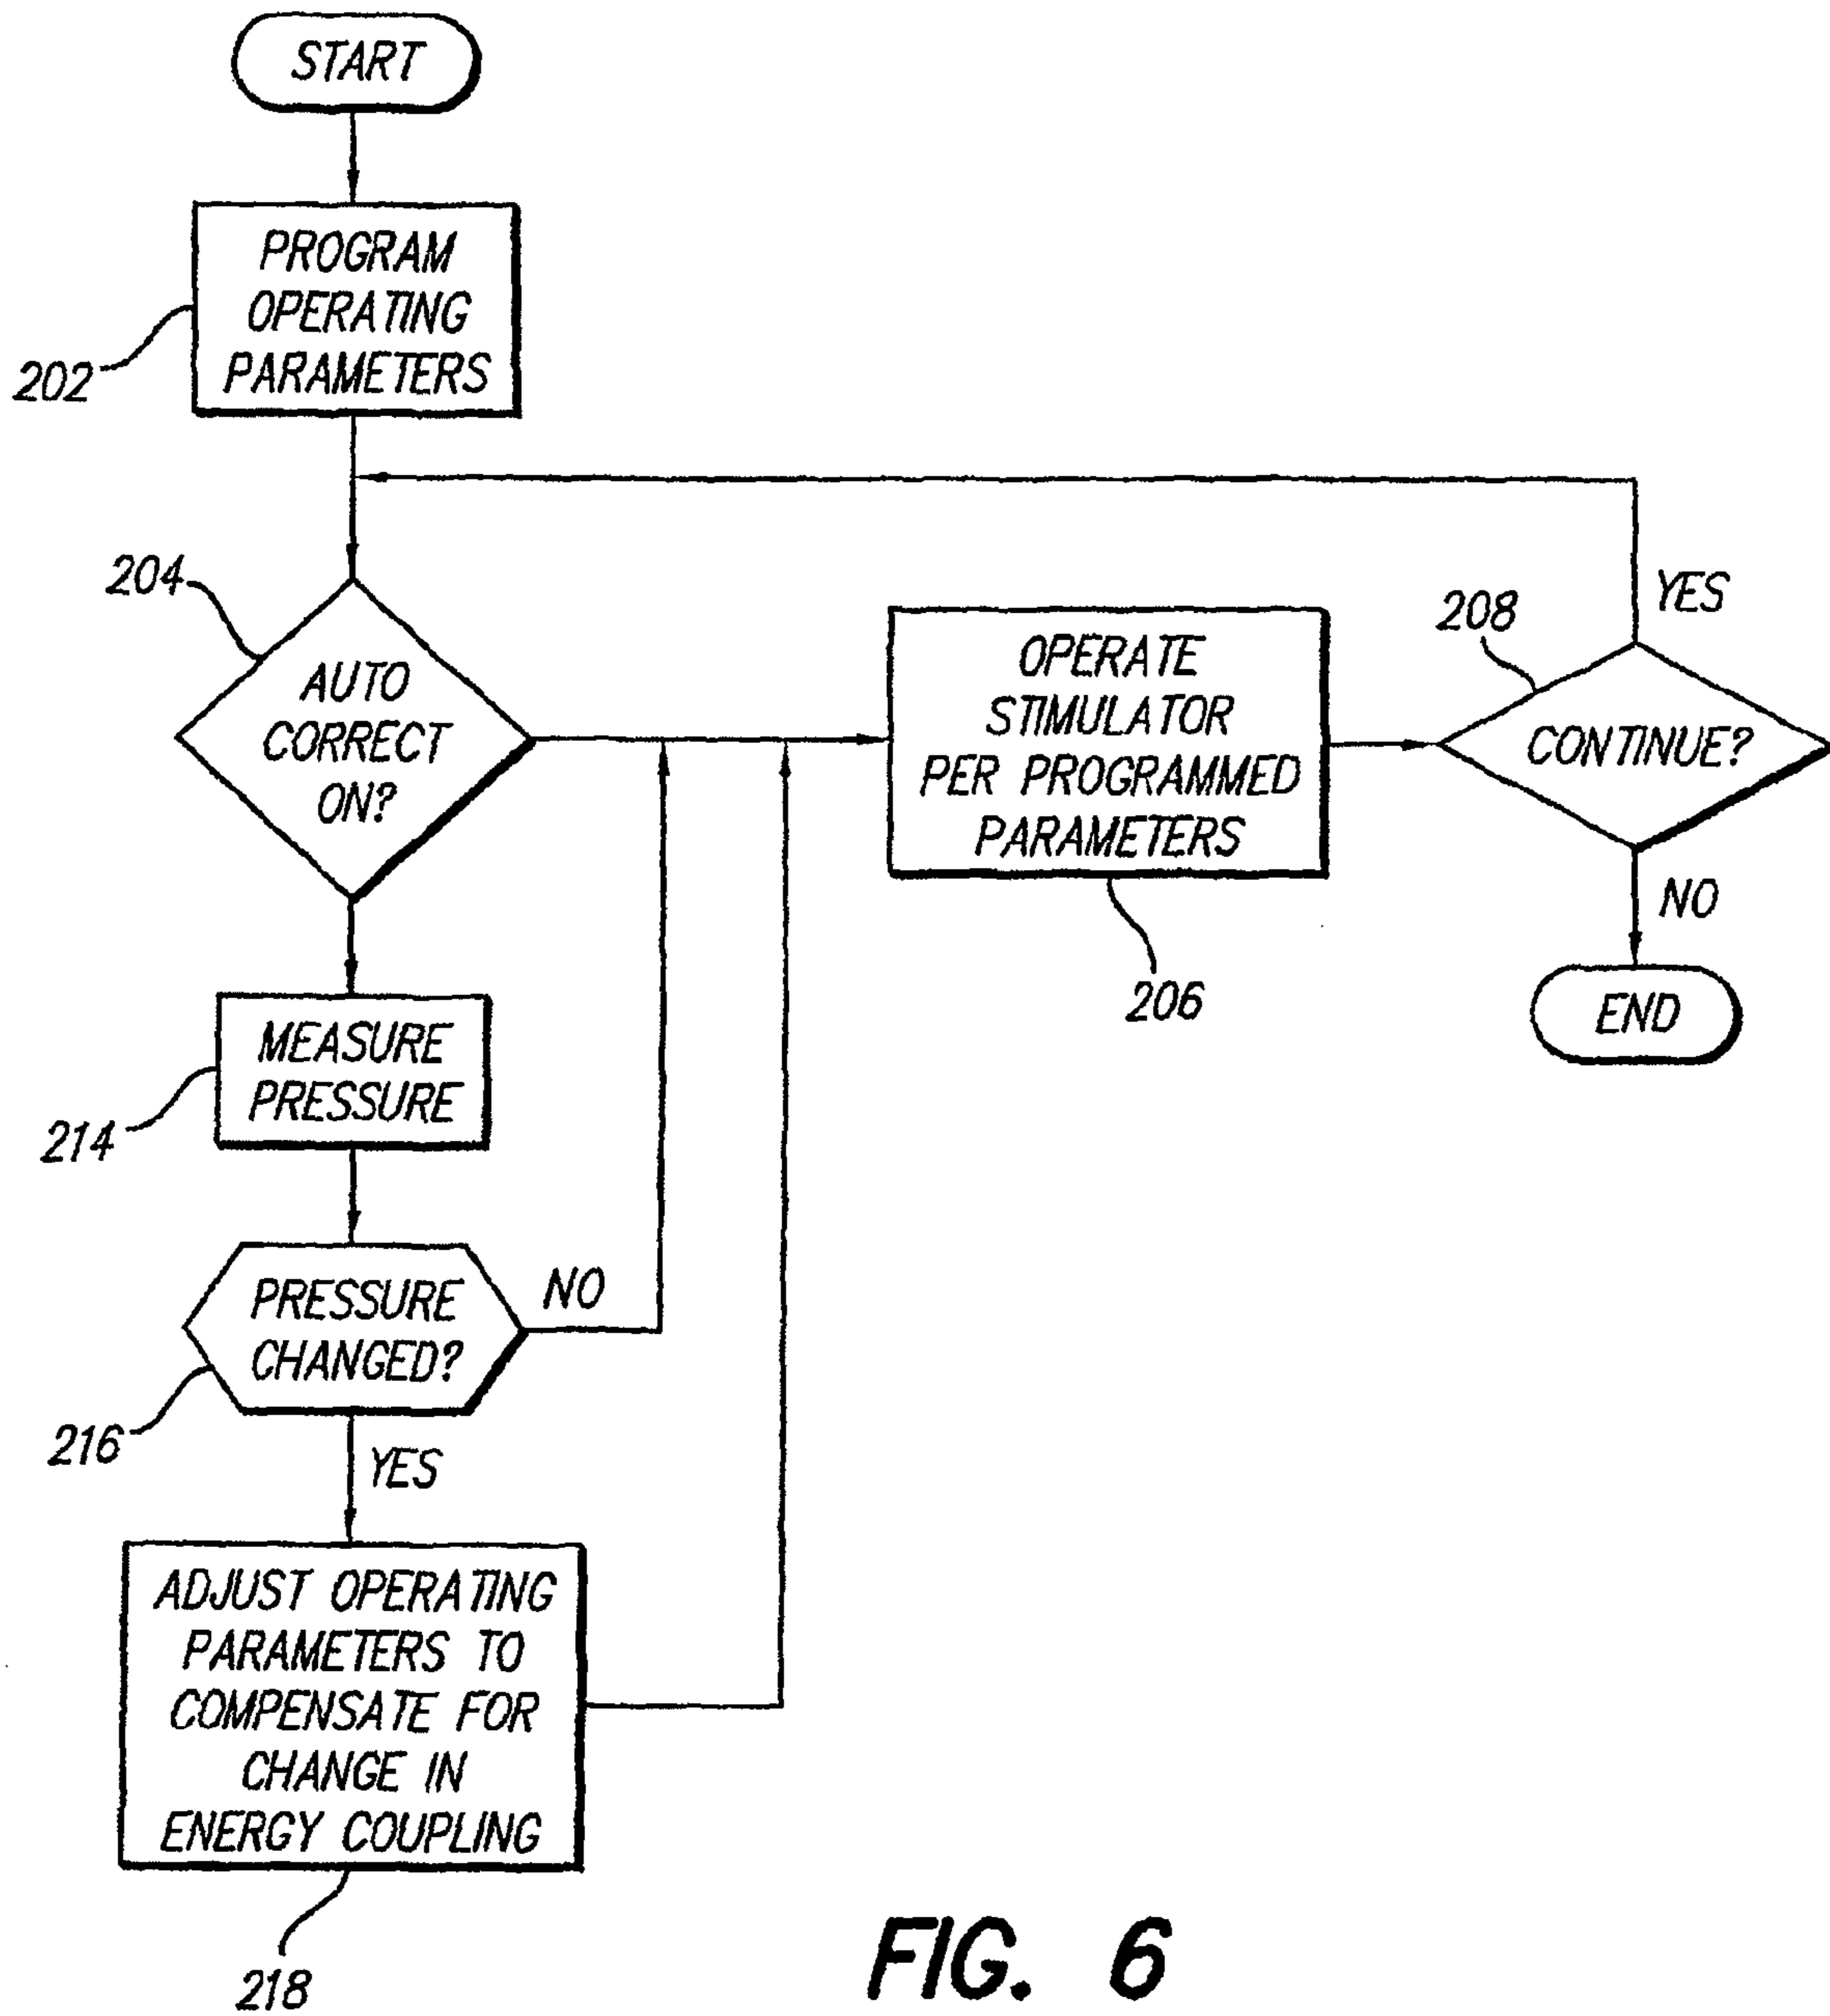 START
PROGRAM
OPERATING
PARAMETERS
202
204
AUTO
CORRECT
ON?
OPERATE
STIMULATOR
PER PROGRAMMED
PARAMETERS
206
208
YES
CONTINUE?
NO
END
MEASURE
PRESSURE
214
PRESSURE
CHANGED?
NO
216
YES
ADJUST OPERATING
PARAMETERS TO
COMPENSATE FOR
CHANGE IN
ENERGY COUPLING
218
FIG. 6